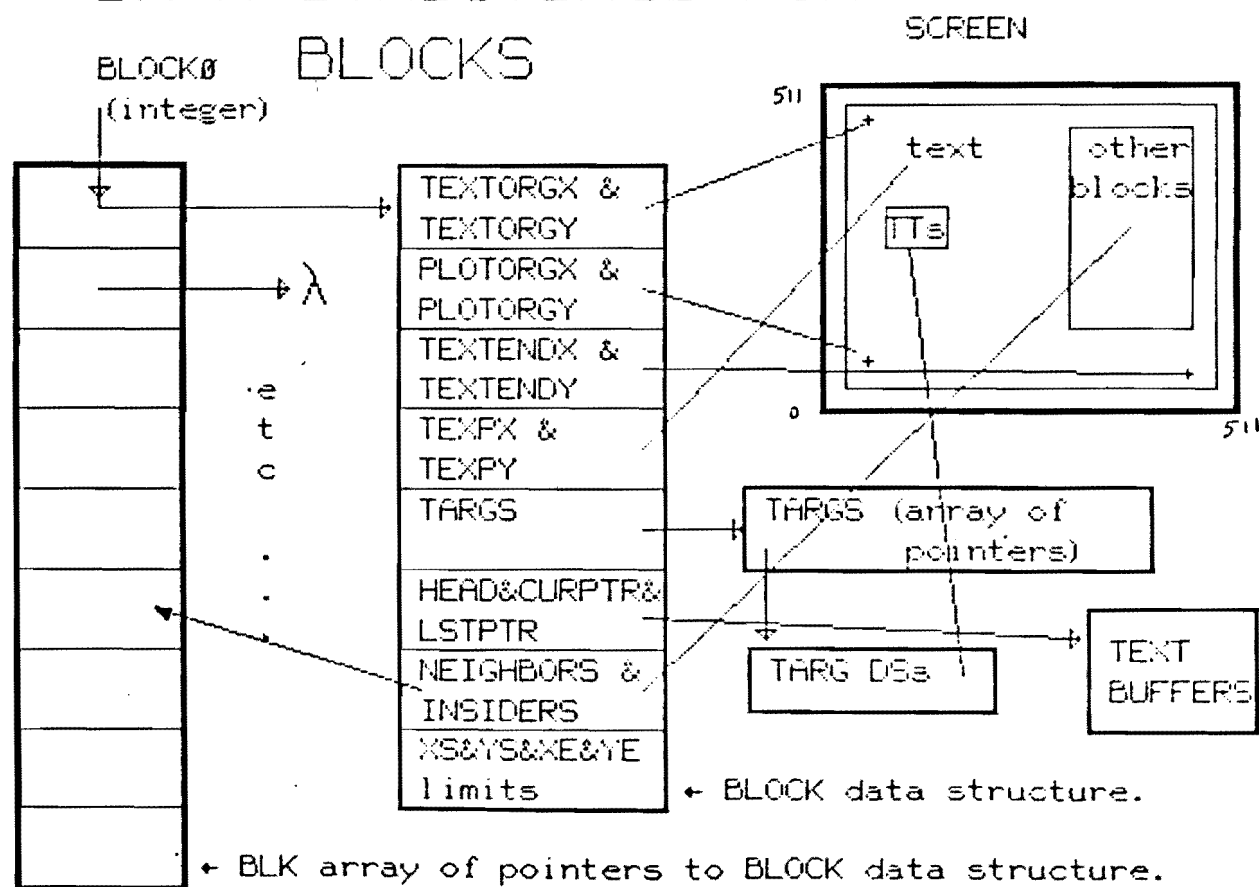 SCREEN
BLOCKS
BLOCKØ
(integer)
511
text
other
blocks
TTs
0
511
λ
etc...
TEXTORGX &
TEXTORGY
PLOTORGX &
PLOTORGY
TEXTENDX &
TEXTENDY
TEXPX &
TEXPY
TARGS
HEAD&CURPTR&
LSTPTR
NEIGHBORS &
INSIDERS
XS&YS&XE&YE
limits
TARGS (array of
pointers)
TARG DSs
TEXT
BUFFERS
← BLOCK data structure.
← BLK array of pointers to BLOCK data structure.